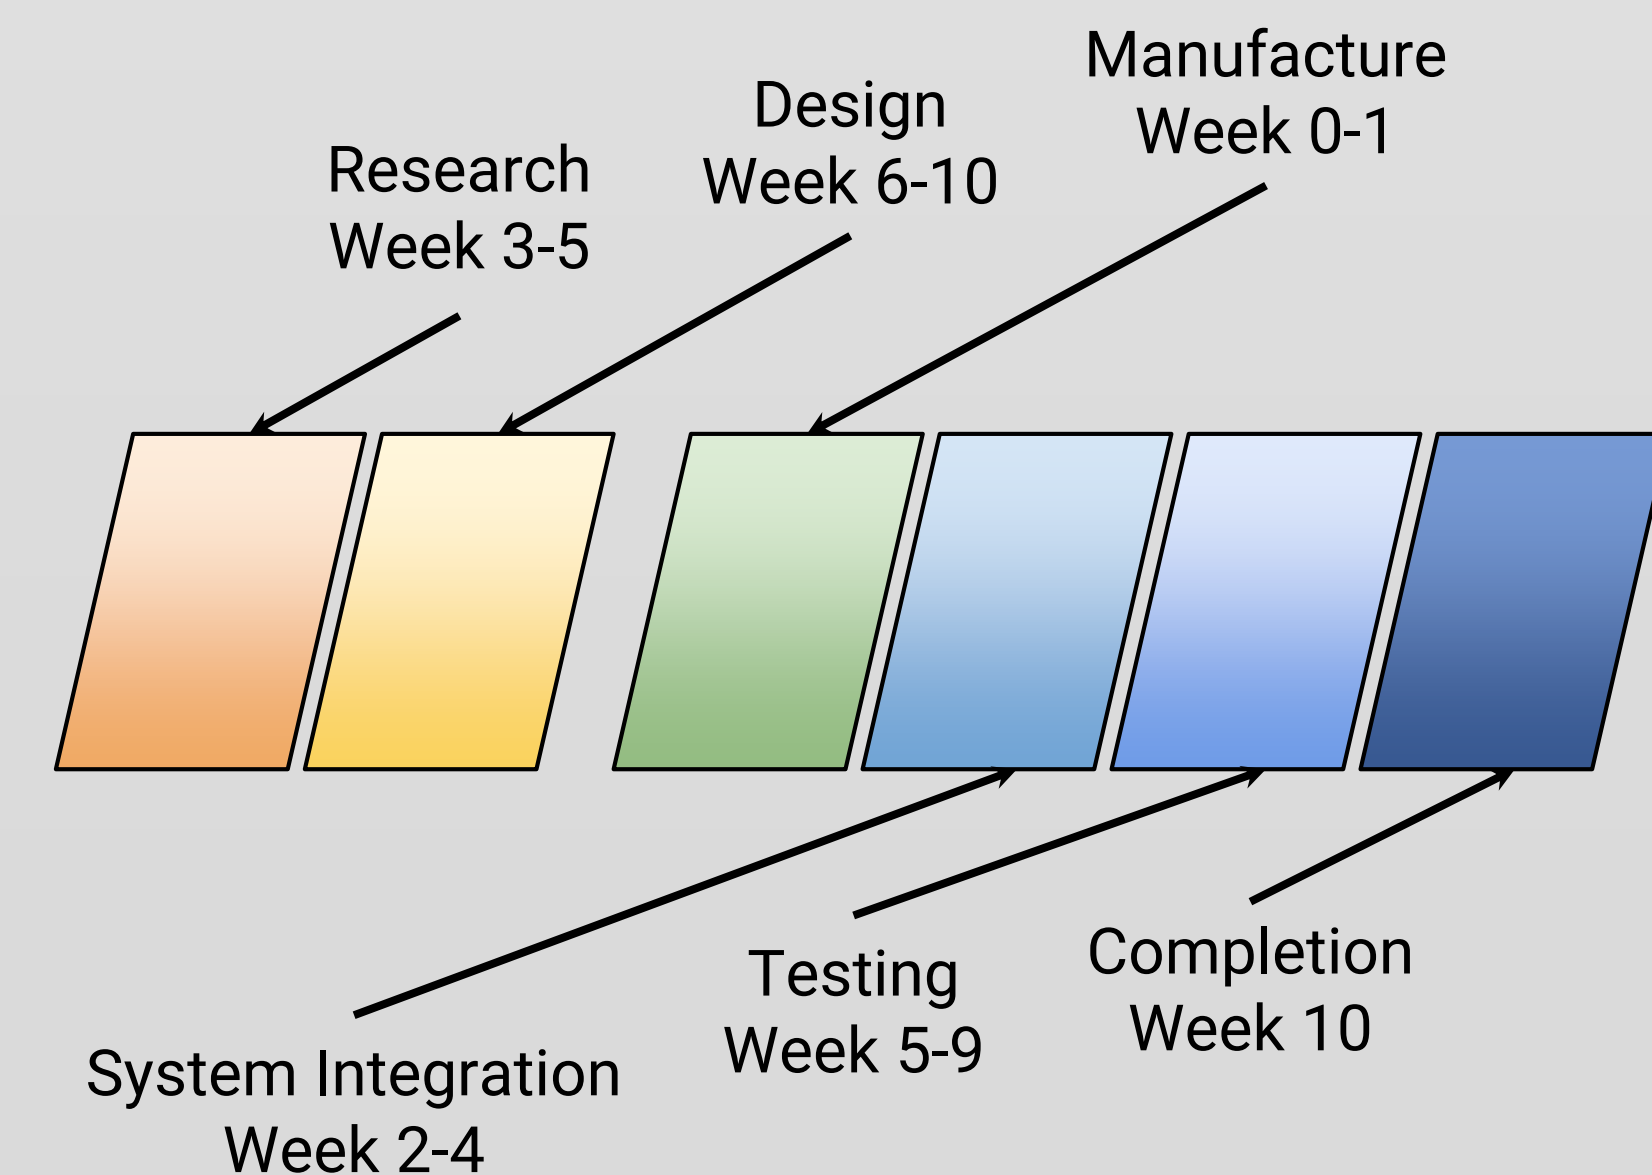 Research
Week 3-5
Design
Week 6-10
Manufacture
Week 0-1
System Integration
Week 2-4
Testing
Week 5-9
Completion
Week 10